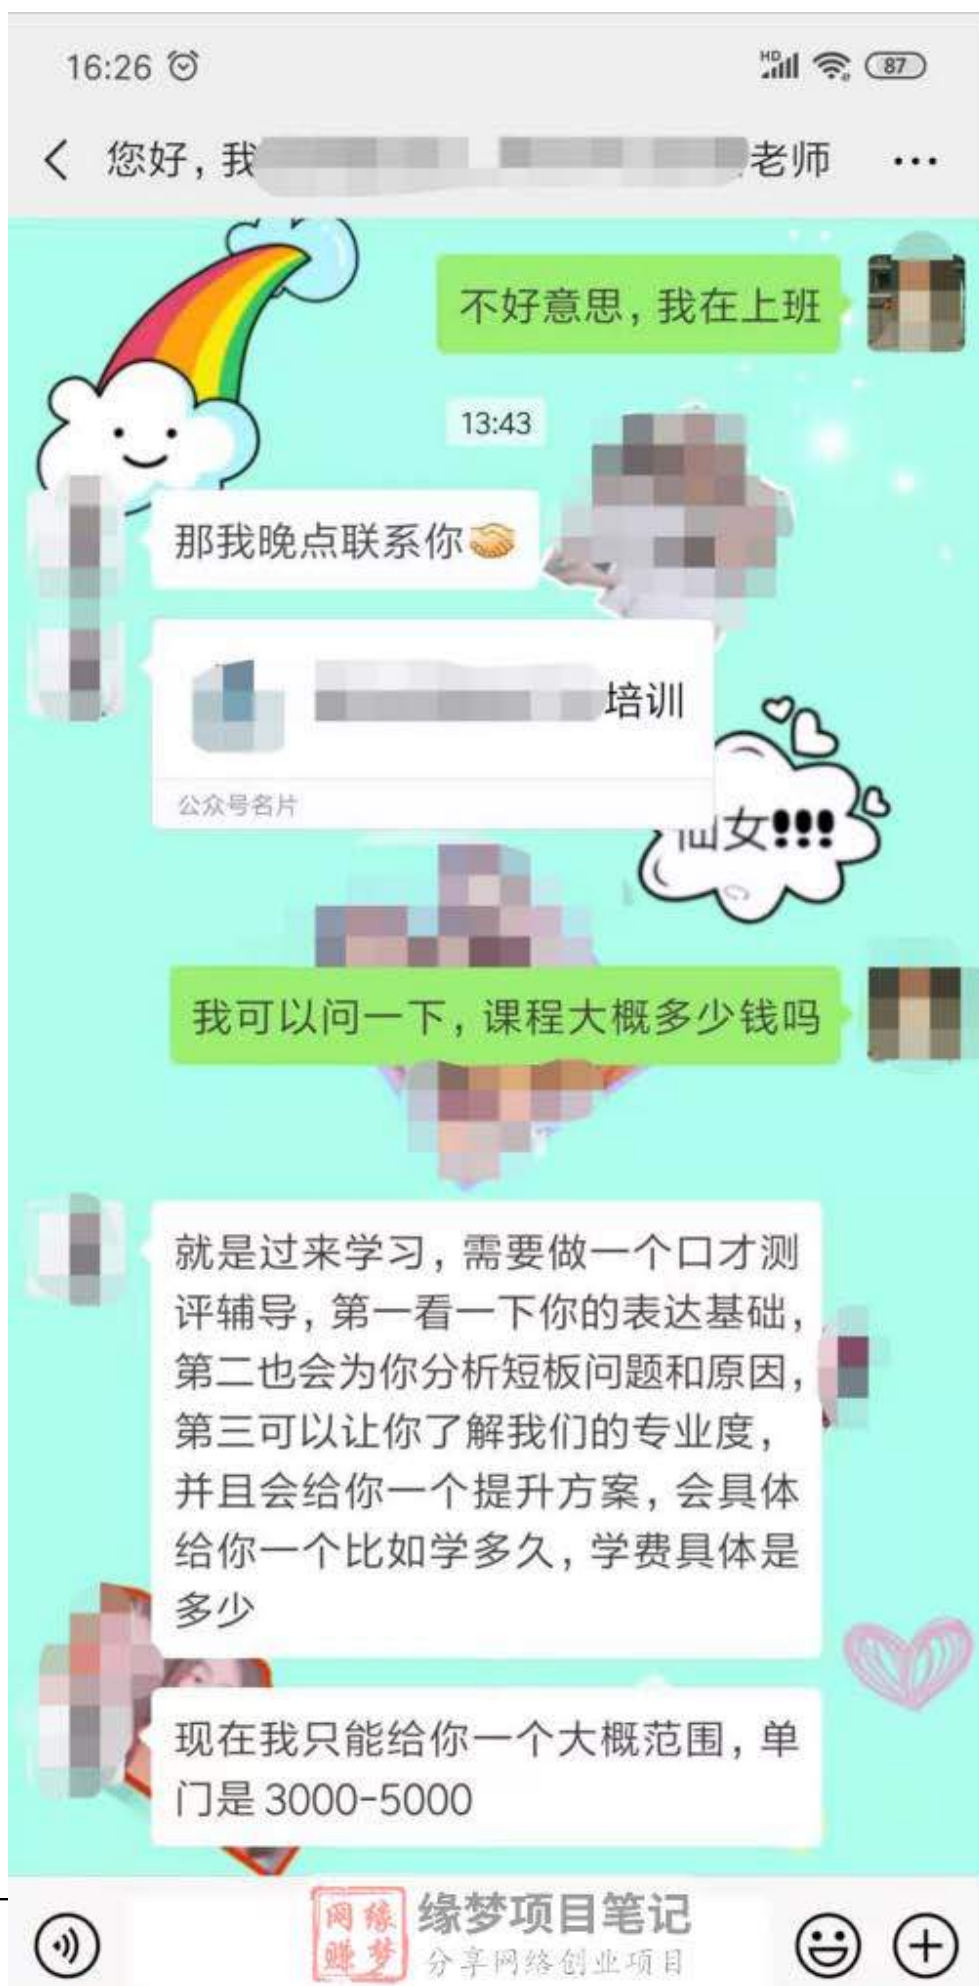 16:26
HD
87
您好，我
老师
不好意思，我在上班
13:43
那我晚点联系你
培训
公众号名片
仙女!!!
我可以问一下，课程大概多少钱吗
就是过来学习，需要做一个口才测
评辅导，第一看一下你的表达基础，
第二也会为你分析短板问题和原因，
第三可以让你了解我们的专业度，
并且会给你一个提升方案，会具体
给你一个比如学多久，学费具体是
多少
现在我只能给你一个大概范围，单
门是3000-5000
网缘
赚梦
缘梦项目笔记
分享网络创业项目